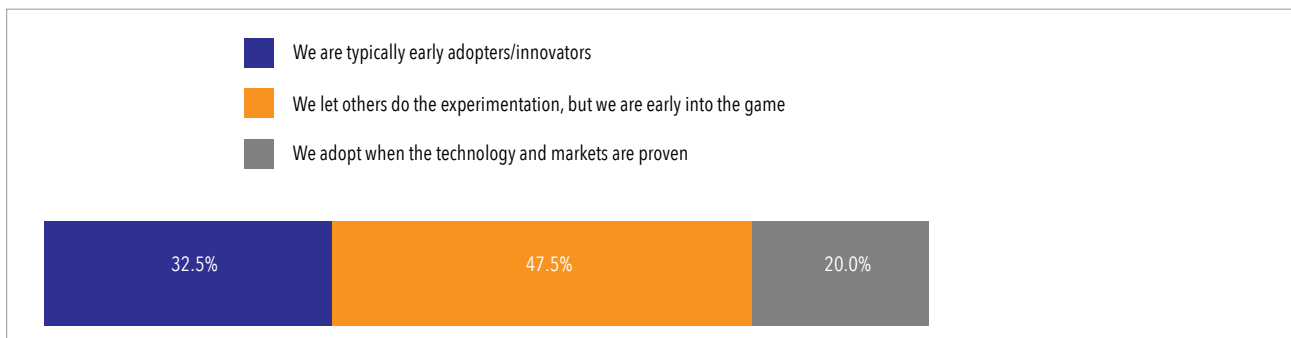 We are typically early adopters/innovators
We let others do the experimentation, but we are early into the game
We adopt when the technology and markets are proven
32.5%
47.5%
20.0%